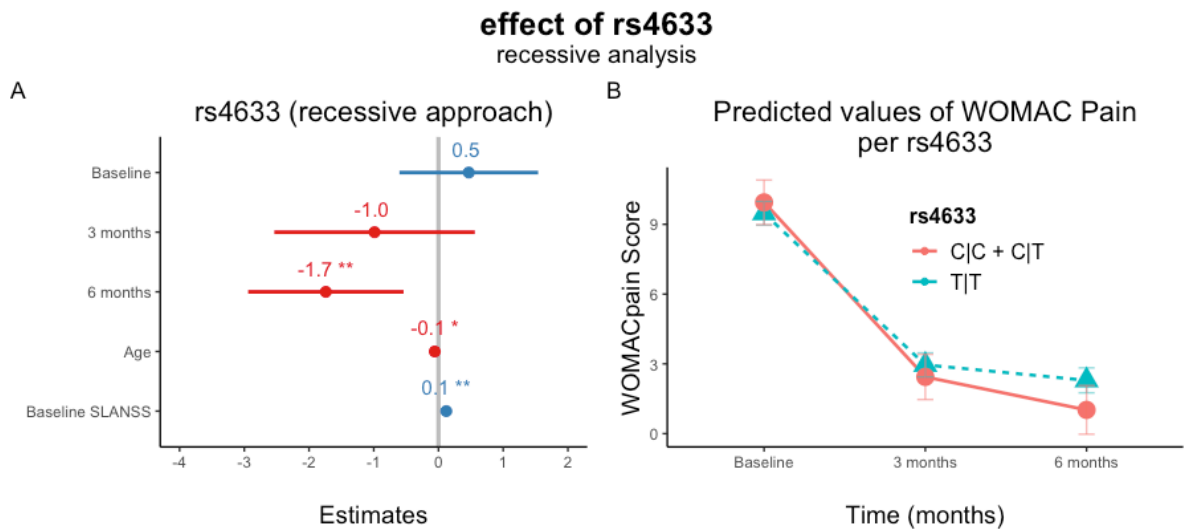 effect of rs4633
recessive analysis
A
rs4633 (recessive approach)
Baseline
3 months
6 months
Age
Baseline SLANSS
0.5
-1.0
-1.7 **
-0.1 *
0.1 **
-4 -3 -2 -1 0 1 2
Estimates
B
Predicted values of WOMAC Pain
per rs4633
WOMACpain Score
9
6
3
0
rs4633
C|C + C|T
T|T
Baseline 3 months 6 months
Time (months)